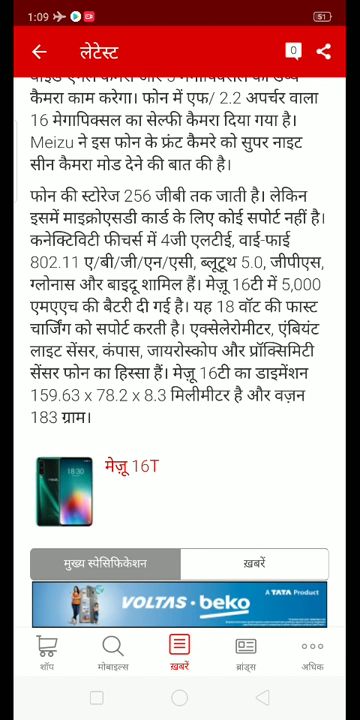 1:09
51
लेटेस्ट
0
कैमरा काम करेगा। फोन में एफ/ 2.2 अपर्चर वाला
16 मेगापिक्सल का सेल्फी कैमरा दिया गया है।
Meizu ने इस फोन के फ्रंट कैमरे को सुपर नाइट
सीन कैमरा मोड देने की बात की है।
फोन की स्टोरेज 256 जीबी तक जाती है। लेकिन
इसमें माइक्रोएसडी कार्ड के लिए कोई सपोर्ट नहीं है।
कनेक्टिविटी फीचर्स में 4जी एलटीई, वाई-फाई
802.11 ए/बी/जी/एन/एसी, ब्लूटूथ 5.0, जीपीएस,
ग्लोनास और बाइदू शामिल हैं। मेज़ू 16टी में 5,000
एमएएच की बैटरी दी गई है। यह 18 वॉट की फास्ट
चार्जिंग को सपोर्ट करती है। एक्सेलेरोमीटर, एंबियंट
लाइट सेंसर, कंपास, जायरोस्कोप और प्रॉक्सिमिटी
सेंसर फोन का हिस्सा हैं। मेज़ू 16टी का डाइमेंशन
159.63 x 78.2 x 8.3 मिलीमीटर है और वज़न
183 ग्राम।
मेज़ू 16T
18:30
मुख्य स्पेसिफिकेशन
ख़बरें
VOLTAS • beko
A TATA Product
शॉप
मोबाइल्स
ख़बरें
ब्रांड्स
अधिक